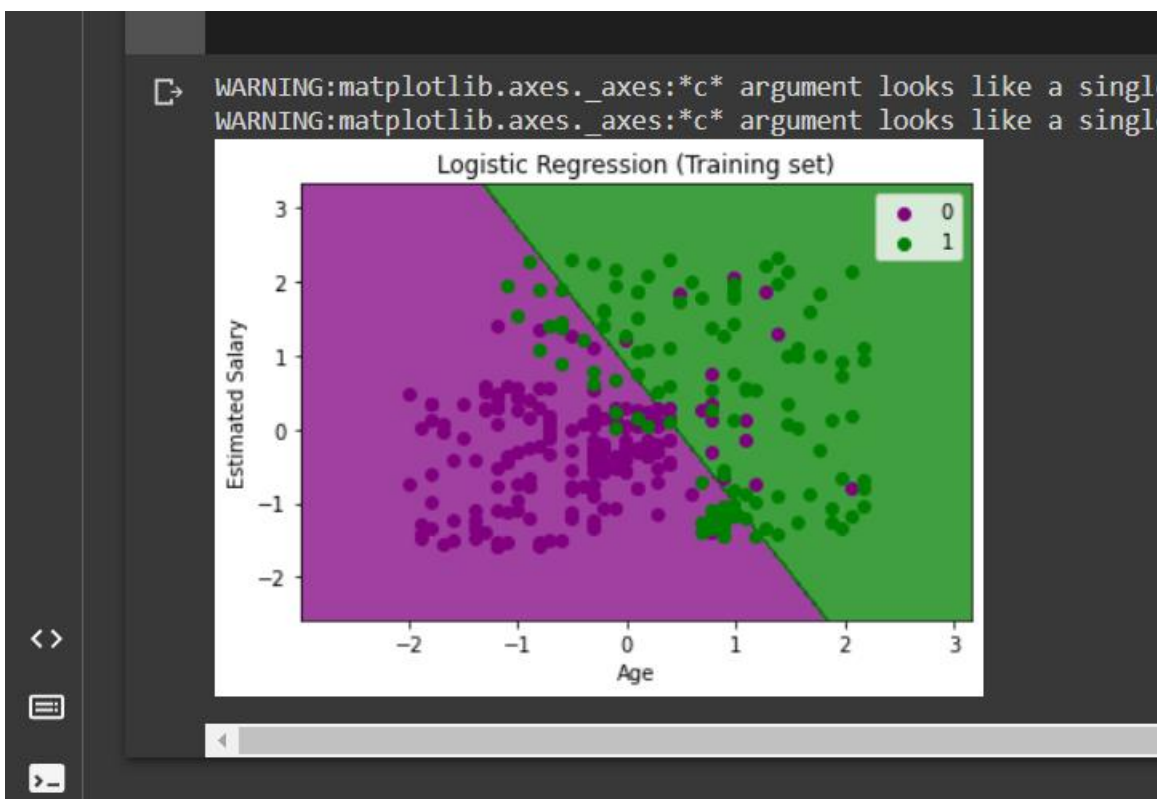 WARNING:matplotlib.axes._axes:*c* argument looks like a singl
WARNING:matplotlib.axes._axes:*c* argument looks like a singl
Logistic Regression (Training set)
0
1
3
2
1
0
−1
−2
Estimated Salary
−2 −1 0 1 2 3
Age